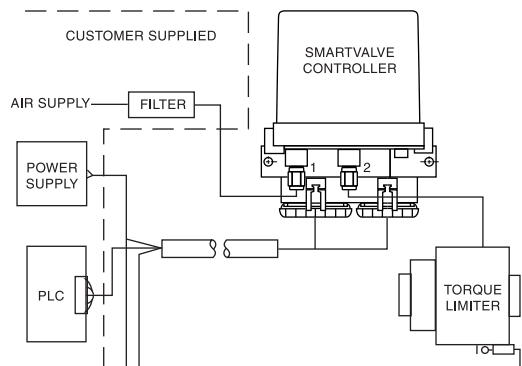 CUSTOMER SUPPLIED
SMARTVALVE
CONTROLLER
AIR SUPPLY
FILTER
1
2
POWER
SUPPLY
PLC
TORQUE
LIMITER